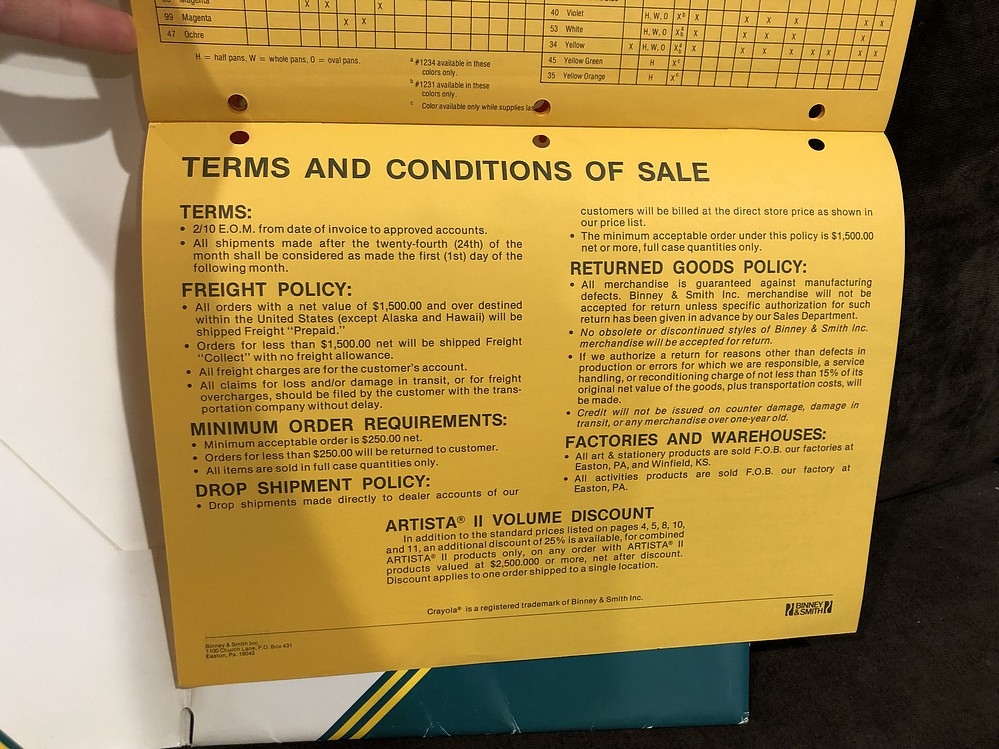 Magenta
99 Magenta X X
47 Ochre
H = half pans, W = whole pans, O = oval pans.
a #1234 available in these
colors only.
b #1231 available in these
colors only.
c Color available only while supplies las
40 Violet H, W, O Xb X X X X X
53 White H, W, O X a b X X X
34 Yellow X H, W, O X a b X X X X X X X
45 Yellow Green H Xc
35 Yellow Orange H Xc
TERMS AND CONDITIONS OF SALE
TERMS:
• 2/10 E.O.M. from date of invoice to approved accounts.
• All shipments made after the twenty-fourth (24th) of the
month shall be considered as made the first (1st) day of the
following month.
FREIGHT POLICY:
• All orders with a net value of $1,500.00 and over destined
within the United States (except Alaska and Hawaii) will be
shipped Freight "Prepaid."
• Orders for less than $1,500.00 net will be shipped Freight
"Collect" with no freight allowance.
• All freight charges are for the customer's account.
• All claims for loss and/or damage in transit, or for freight
overcharges, should be filed by the customer with the trans-
portation company without delay.
MINIMUM ORDER REQUIREMENTS:
• Minimum acceptable order is $250.00 net.
• Orders for less than $250.00 will be returned to customer.
• All items are sold in full case quantities only.
DROP SHIPMENT POLICY:
• Drop shipments made directly to dealer accounts of our
customers will be billed at the direct store price as shown in
our price list.
• The minimum acceptable order under this policy is $1,500.00
net or more, full case quantities only.
RETURNED GOODS POLICY:
• All merchandise is guaranteed against manufacturing
defects. Binney & Smith Inc. merchandise will not be
accepted for return unless specific authorization for such
return has been given in advance by our Sales Department.
• No obsolete or discontinued styles of Binney & Smith Inc.
merchandise will be accepted for return.
• If we authorize a return for reasons other than defects in
production or errors for which we are responsible, a service
handling, or reconditioning charge of not less than 15% of its
original net value of the goods, plus transportation costs, will
be made.
• Credit will not be issued on counter damage, damage in
transit, or any merchandise over one-year old.
FACTORIES AND WAREHOUSES:
• All art & stationery products are sold F.O.B. our factories at
Easton, PA, and Winfield, KS.
• All activities products are sold F.O.B. our factory at
Easton, PA.
ARTISTA® II VOLUME DISCOUNT
In addition to the standard prices listed on pages 4, 5, 8, 10,
and 11, an additional discount of 25% is available, for combined
ARTISTA® II products only, on any order with ARTISTA® II
products valued at $2,500.000 or more, net after discount.
Discount applies to one order shipped to a single location.
Crayola® is a registered trademark of Binney & Smith Inc.
BINNEY
& SMITH
Binney & Smith Inc.
1100 Church Lane, P.O. Box 431
Easton, Pa. 18042